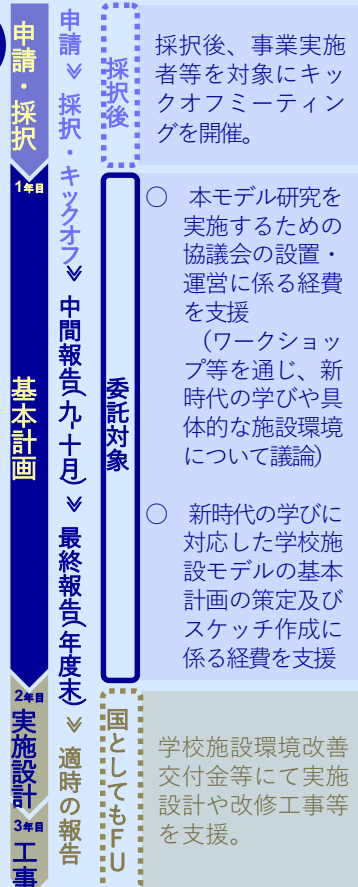 申請・採択
1年目
基本計画
2年目
実施設計
3年目
工事
申請 ≫ 採択・キックオフ ≫ 中間報告(九-十月) ≫ 最終報告(年度末) ≫ 適時の報告
採択後
採択後、事業実施
者等を対象にキッ
クオフミーティン
グを開催。
委託対象
○ 本モデル研究を
実施するための
協議会の設置・
運営に係る経費
を支援
(ワークショッ
プ等を通じ、新
時代の学びや具
体的な施設環境
について議論)
○ 新時代の学びに
対応した学校施
設モデルの基本
計画の策定及び
スケッチ作成に
係る経費を支援
国としてもFU
学校施設環境改善
交付金等にて実施
設計や改修工事等
を支援。